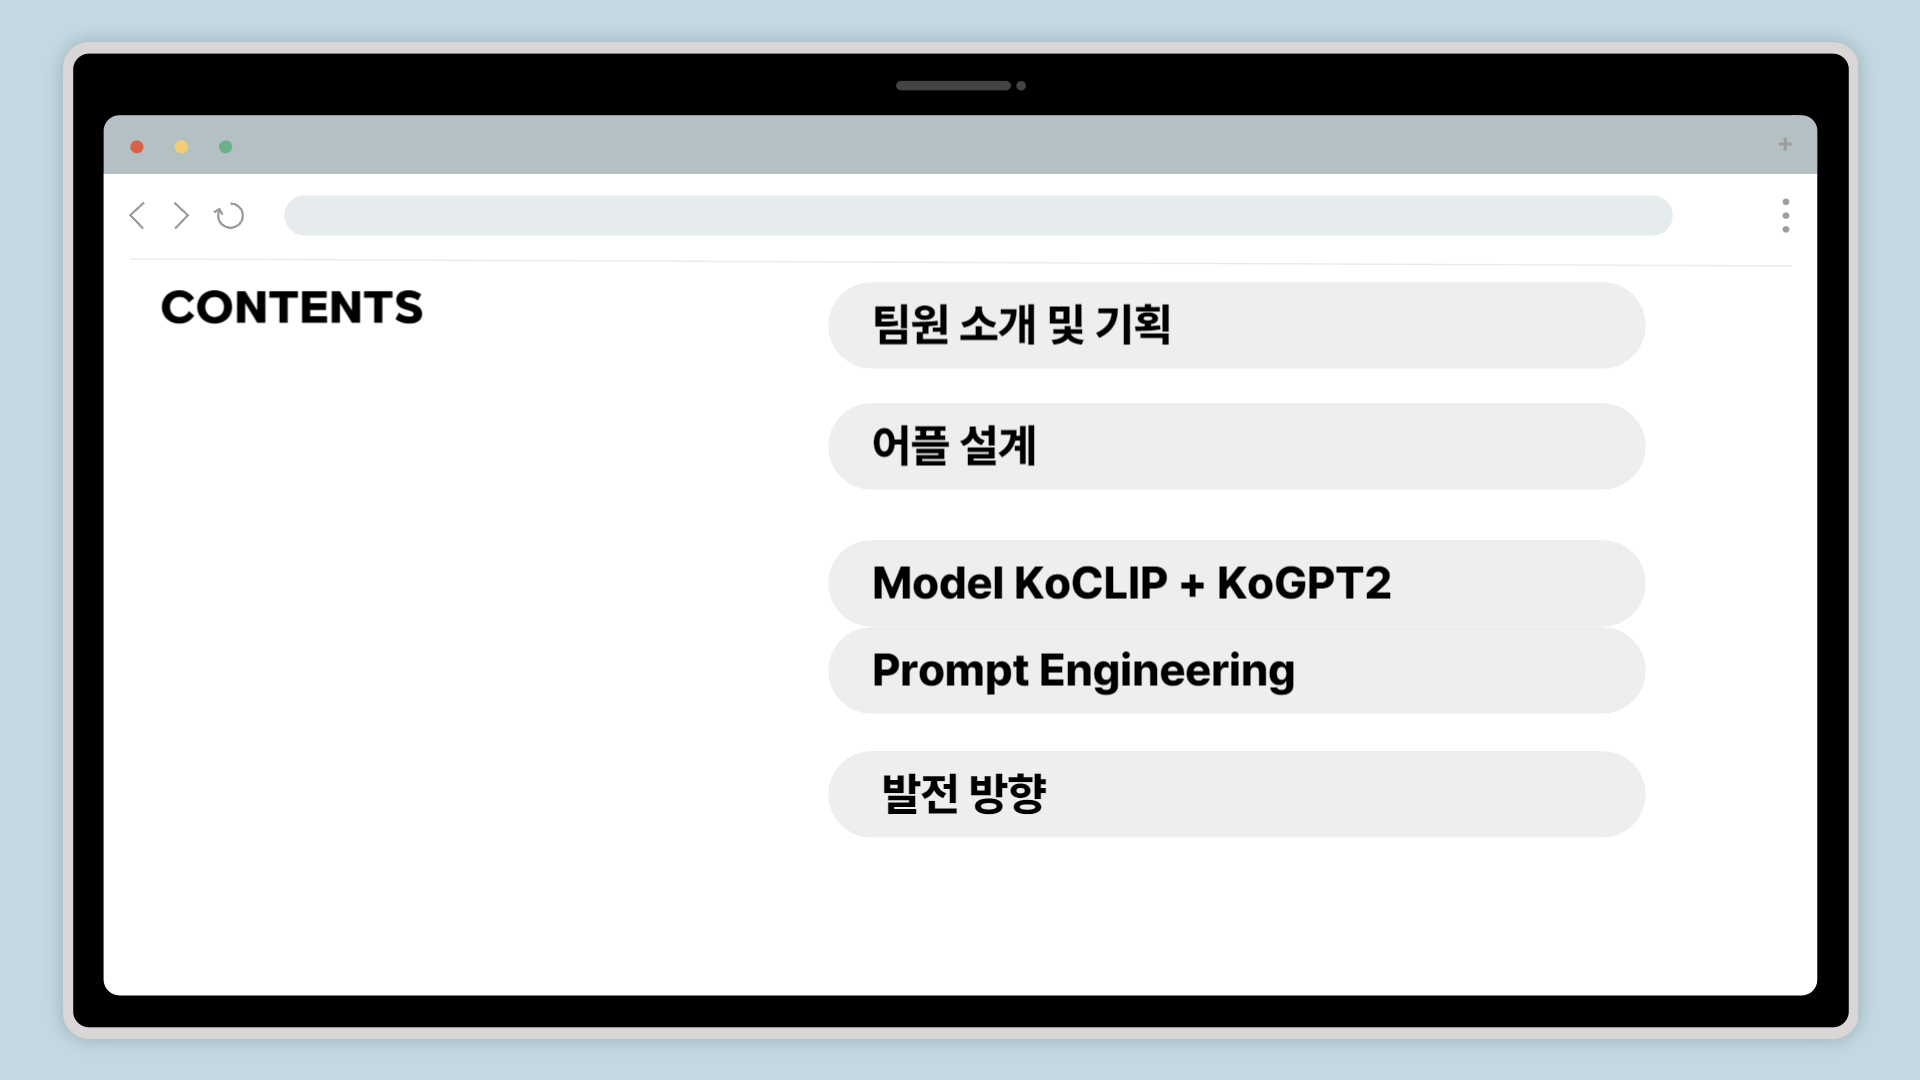 CONTENTS
팀원 소개 및 기획
어플 설계
Model KoCLIP + KoGPT2
Prompt Engineering
발전 방향